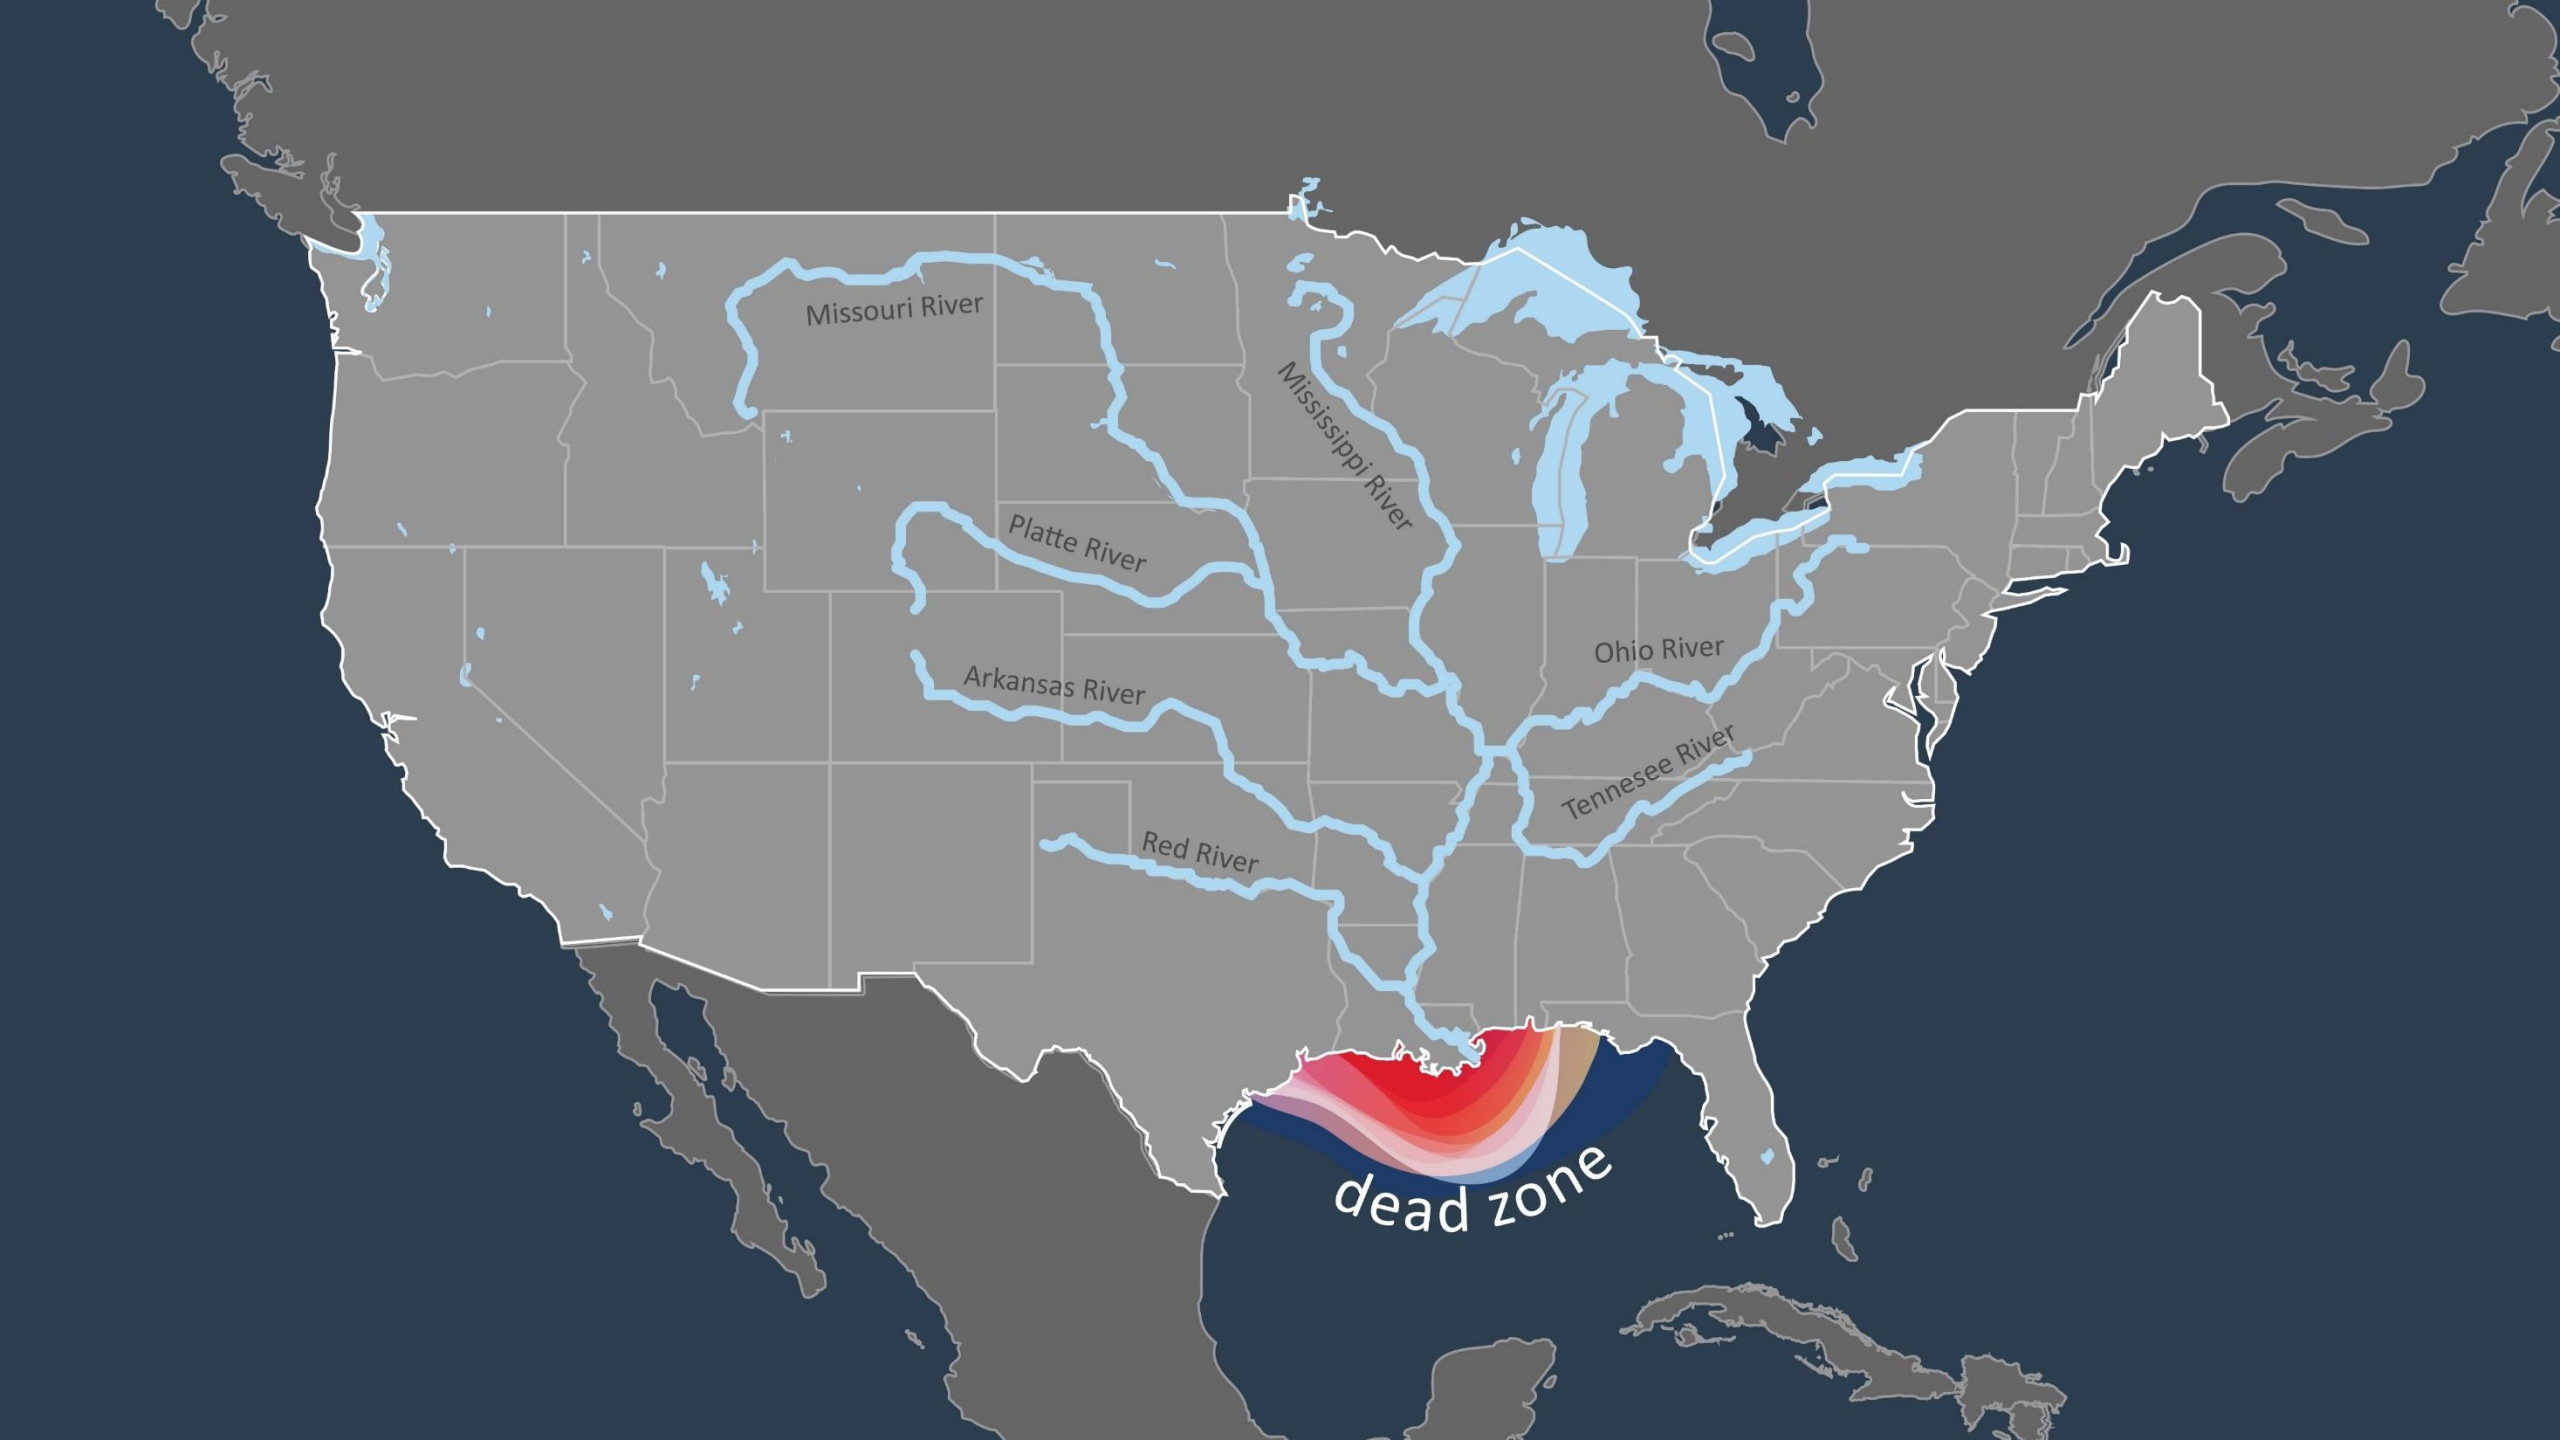 Missouri River
Mississippi River
Platte River
Arkansas River
Ohio River
Tennesee River
Red River
dead zone